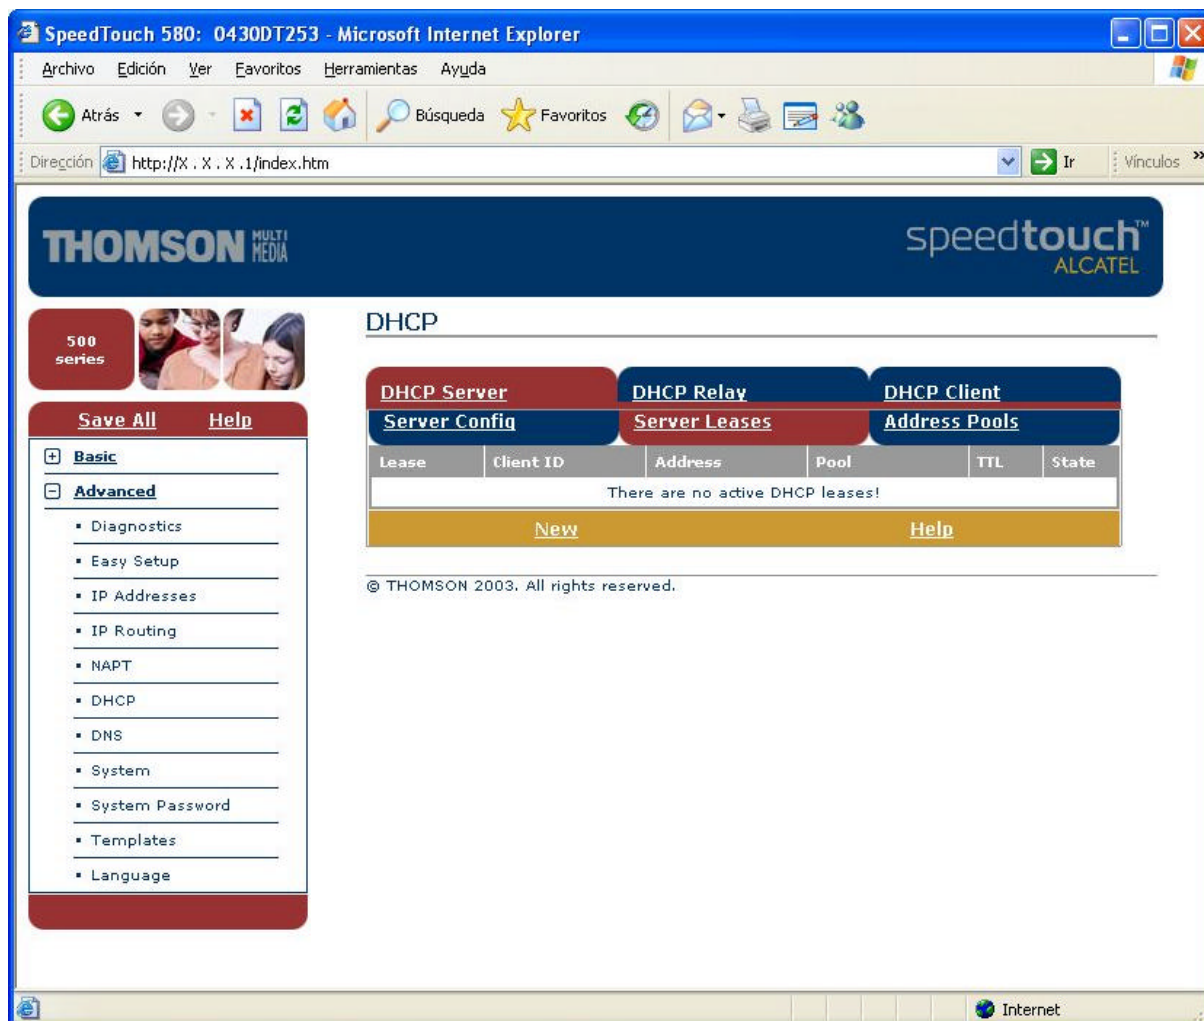 SpeedTouch 580: 0430DT253 - Microsoft Internet Explorer
Archivo Edición Ver Favoritos Herramientas Ayuda
Atrás Búsqueda Favoritos
Dirección http://X . X . X .1/index.htm Ir Vínculos »
THOMSON MULTI MEDIA
speedtouch™
ALCATEL
500 series
DHCP
DHCP Server DHCP Relay DHCP Client
Server Config Server Leases Address Pools
Lease Client ID Address Pool TTL State
There are no active DHCP leases!
New Help
© THOMSON 2003. All rights reserved.
Save All Help
Basic
Advanced
Diagnostics
Easy Setup
IP Addresses
IP Routing
NAPT
DHCP
DNS
System
System Password
Templates
Language
Internet